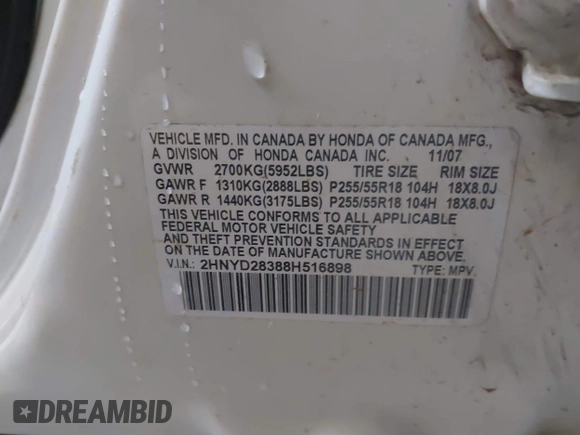 VEHICLE MFD. IN CANADA BY HONDA OF CANADA MFG.,
A DIVISION OF HONDA CANADA INC. 11/07
GVWR 2700KG(5952LBS) TIRE SIZE RIM SIZE
GAWR F 1310KG(2888LBS) P255/55R18 104H 18X8.0J
GAWR R 1440KG(3175LBS) P255/55R18 104H 18X8.0J
THIS VEHICLE CONFORMS TO ALL APPLICABLE
FEDERAL MOTOR VEHICLE SAFETY
AND THEFT PREVENTION STANDARDS IN EFFECT
ON THE DATE OF MANUFACTURE SHOWN ABOVE.
V.I.N.: 2HNYD28388H516898 TYPE: MPV
DREAMBID